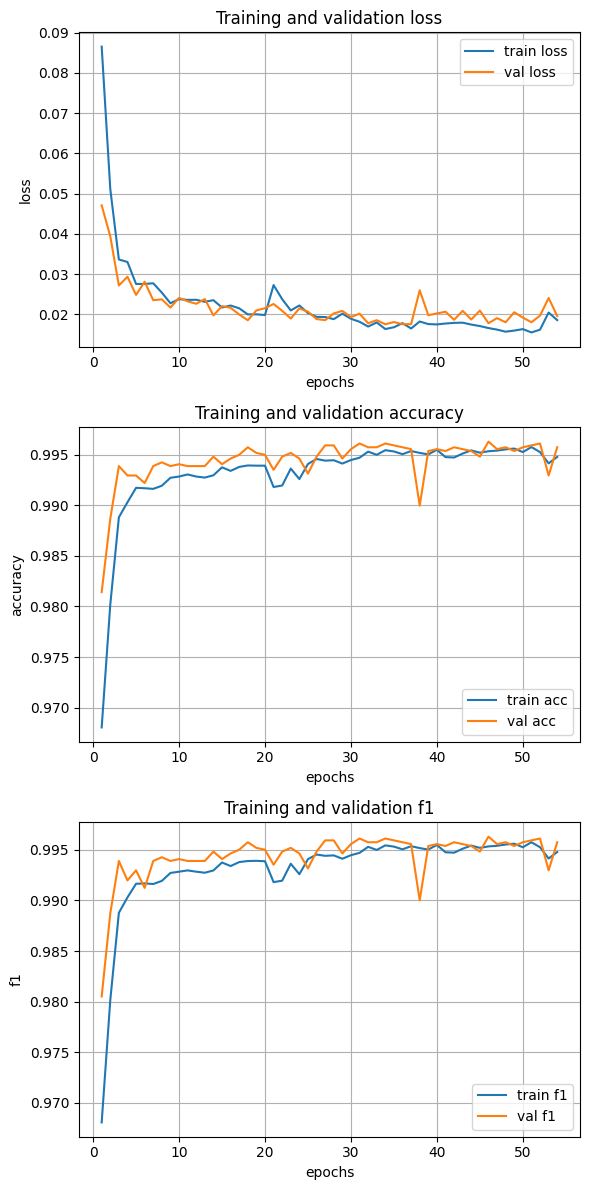 Training and validation loss
0.09
0.08
0.07
0.06
0.05
0.04
0.03
0.02
loss
train loss
val loss
0 10 20 30 40 50
epochs
Training and validation accuracy
0.995
0.990
0.985
0.980
0.975
0.970
accuracy
train acc
val acc
0 10 20 30 40 50
epochs
Training and validation f1
0.995
0.990
0.985
0.980
0.975
0.970
f1
train f1
val f1
0 10 20 30 40 50
epochs